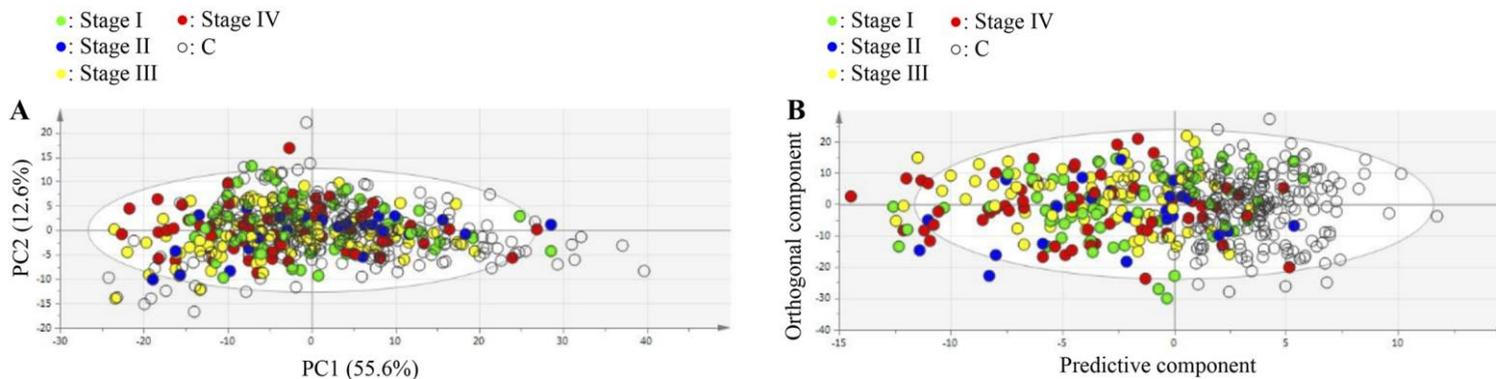 : Stage I : Stage IV
: Stage II : C
: Stage III
A
20
15
10
5
0
-5
-10
-15
-20
-30 -20 -10 0 10 20 30 40
PC2 (12.6%)
PC1 (55.6%)
: Stage I : Stage IV
: Stage II : C
: Stage III
B
20
10
0
-10
-20
-30
-40
-15 -10 -5 0 5 10
Orthogonal component
Predictive component